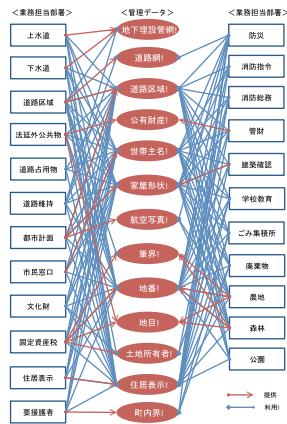 ＜業務担当部署＞
＜管理データ＞
＜業務担当部署＞
上水道
下水道
道路区域
法定外公共物
道路占用物
道路維持
都市計画
市民窓口
文化財
固定資産税
住居表示
要援護者
地下埋設管網!
道路網!
道路区域!
公有財産!
世帯主名!
家屋形状!
航空写真!
筆界!
地番!
地目!
土地所有者!
住居表示!
町内界!
防災
消防指令
消防総務
管財
建築確認
学校教育
ごみ集積所
廃棄物
農地
森林
公園
提供
利用!